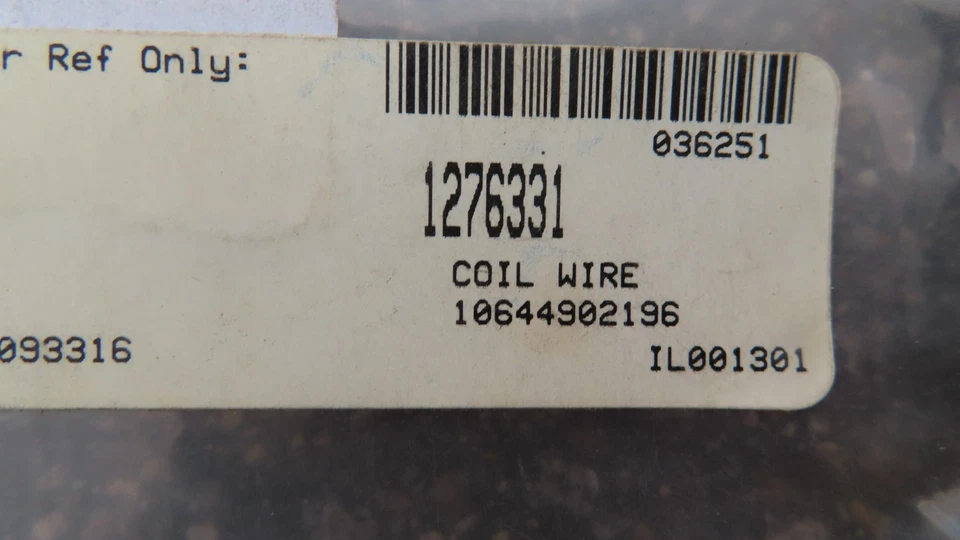 r Ref Only:
036251
1276331
COIL WIRE
10644902196
093316
IL001301